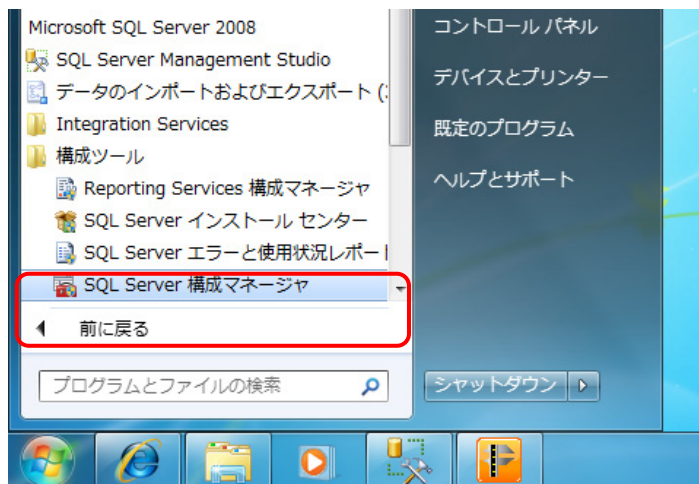 Microsoft SQL Server 2008
SQL Server Management Studio
データのインポートおよびエクスポート (
Integration Services
構成ツール
Reporting Services 構成マネージャ
SQL Server インストール センター
SQL Server エラーと使用状況レポート
SQL Server 構成マネージャ
前に戻る
プログラムとファイルの検索
コントロール パネル
デバイスとプリンター
既定のプログラム
ヘルプとサポート
シャットダウン